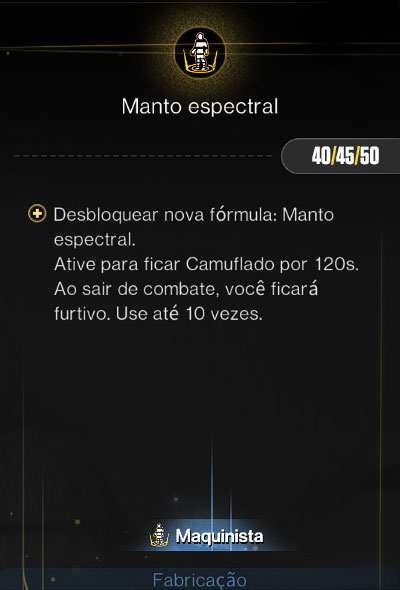 Manto espectral
40/45/50
Desbloquear nova fórmula: Manto
espectral.
Ative para ficar Camuflado por 120s.
Ao sair de combate, você ficará
furtivo. Use até 10 vezes.
Maquinista
Fabricação